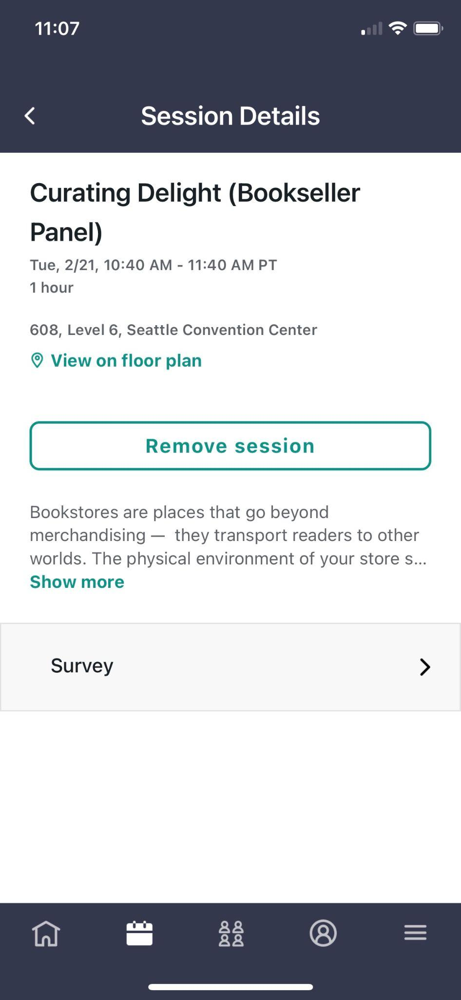 11:07
Session Details
Curating Delight (Bookseller
Panel)
Tue, 2/21, 10:40 AM - 11:40 AM PT
1 hour
608, Level 6, Seattle Convention Center
View on floor plan
Remove session
Bookstores are places that go beyond
merchandising —  they transport readers to other
worlds. The physical environment of your store s...
Show more
Survey